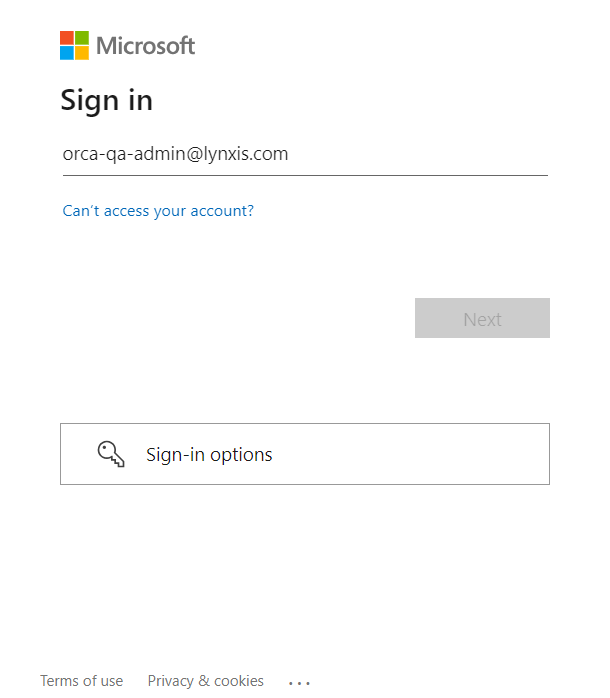 Microsoft
Sign in
orca-qa-admin@lynxis.com
Can't access your account?
Next
Sign-in options
Terms of use Privacy & cookies ...